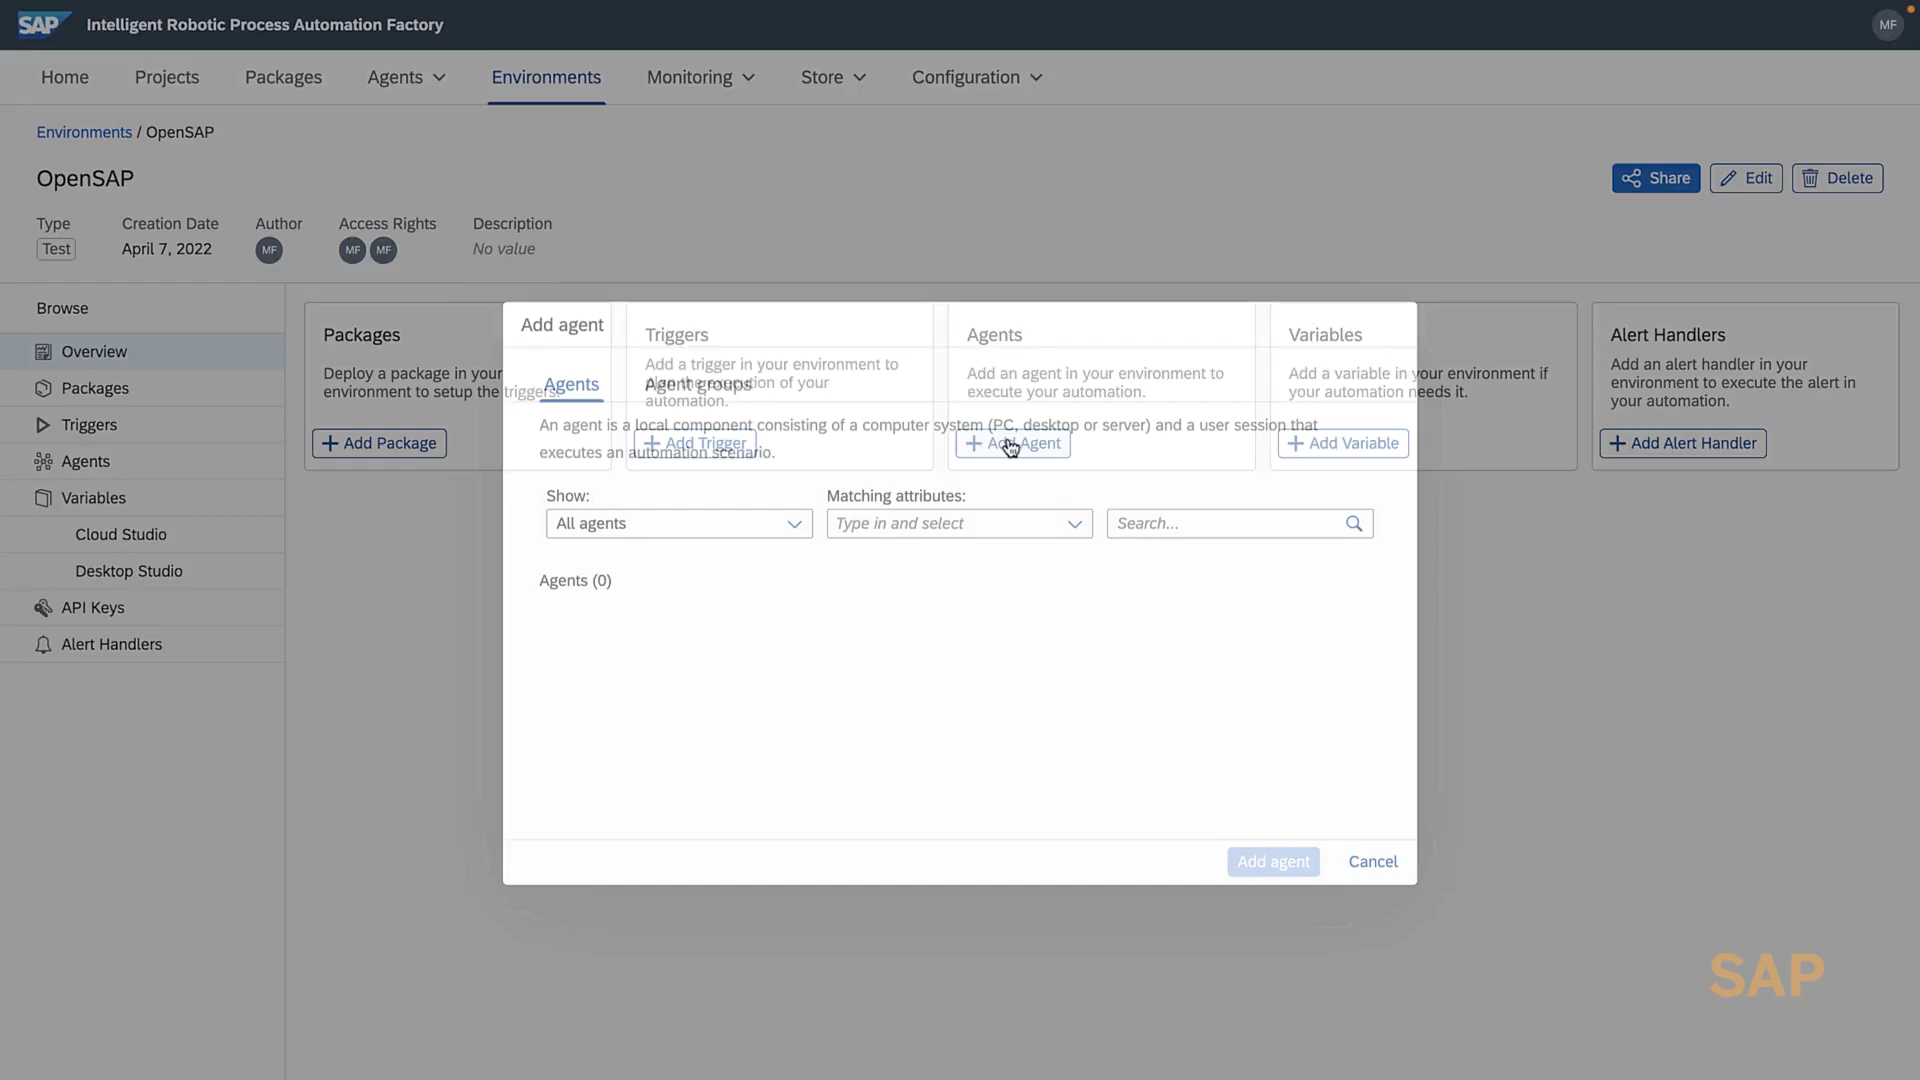 SAP Intelligent Robotic Process Automation Factory MF
Home Projects Packages Agents Environments Monitoring Store Configuration
Environments / OpenSAP
OpenSAP
Share Edit Delete
Type Creation Date Author Access Rights Description
Test April 7, 2022 MF MF MF No value
Browse
Overview
Packages
Triggers
Agents
Variables
Cloud Studio
Desktop Studio
API Keys
Alert Handlers
Packages
Deploy a package in your
environment to setup the triggers.
Add Package
Triggers
Add a trigger in your environment to
plan the execution of your
automation.
Add Trigger
Agents
Add an agent in your environment to
execute your automation.
Add Agent
Variables
Add a variable in your environment if
your automation needs it.
Add Variable
Alert Handlers
Add an alert handler in your
environment to execute the alert in
your automation.
Add Alert Handler
Add agent
Agents Agent groups
An agent is a local component consisting of a computer system (PC, desktop or server) and a user session that
executes an automation scenario.
Show: Matching attributes:
All agents Type in and select Search...
Agents (0)
Add agent Cancel
SAP